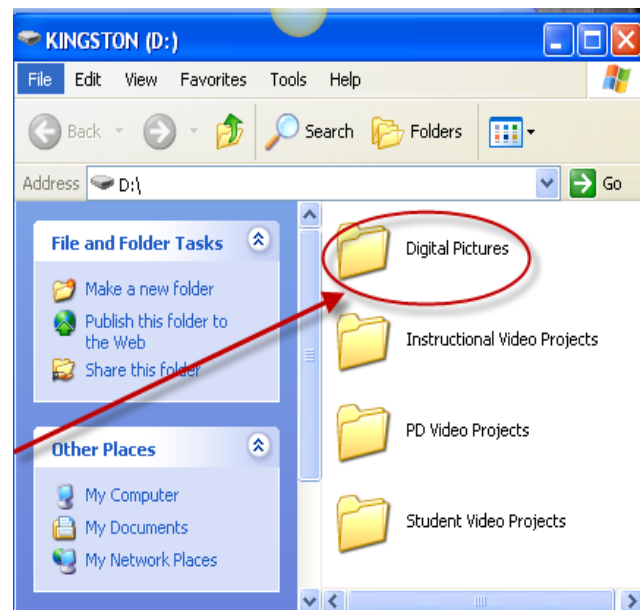 KINGSTON (D:)
File Edit View Favorites Tools Help
Back Search Folders
Address D:\ Go
File and Folder Tasks
Make a new folder
Publish this folder to
the Web
Share this folder
Other Places
My Computer
My Documents
My Network Places
Digital Pictures
Instructional Video Projects
PD Video Projects
Student Video Projects